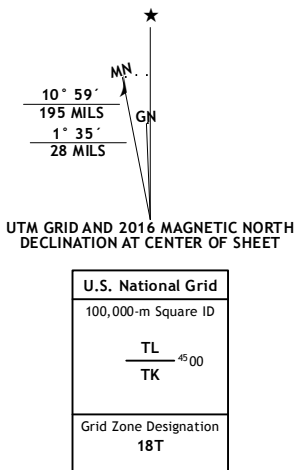 ★
MN
10° 59´
195 MILS
GN
1° 35´
28 MILS
UTM GRID AND 2016 MAGNETIC NORTH
DECLINATION AT CENTER OF SHEET
U.S. National Grid
100,000-m Square ID
TL
4500
TK
Grid Zone Designation
18T